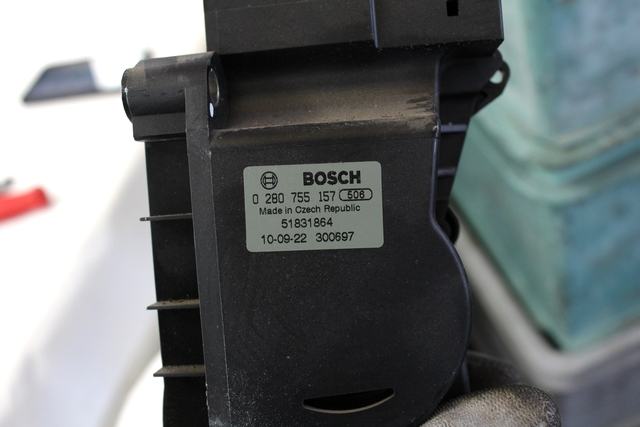 BOSCH
0 280 755 157 506
Made in Czech Republic
51831864
10-09-22 300697